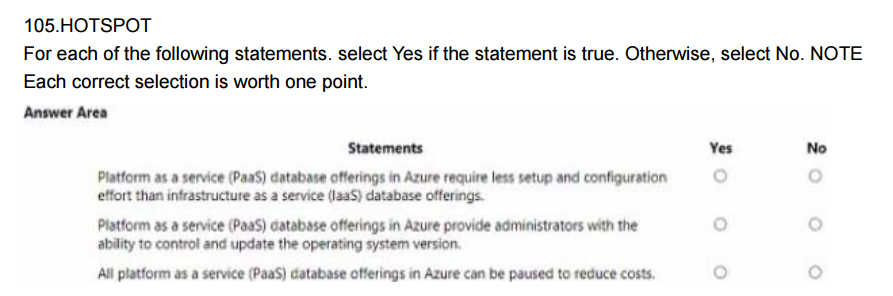 105.HOTSPOT
For each of the following statements. select Yes if the statement is true. Otherwise, select No. NOTE
Each correct selection is worth one point.
Answer Area
Statements Yes No
Platform as a service (PaaS) database offerings in Azure require less setup and configuration
effort than infrastructure as a service (IaaS) database offerings.
Platform as a service (PaaS) database offerings in Azure provide administrators with the
ability to control and update the operating system version.
All platform as a service (PaaS) database offerings in Azure can be paused to reduce costs.